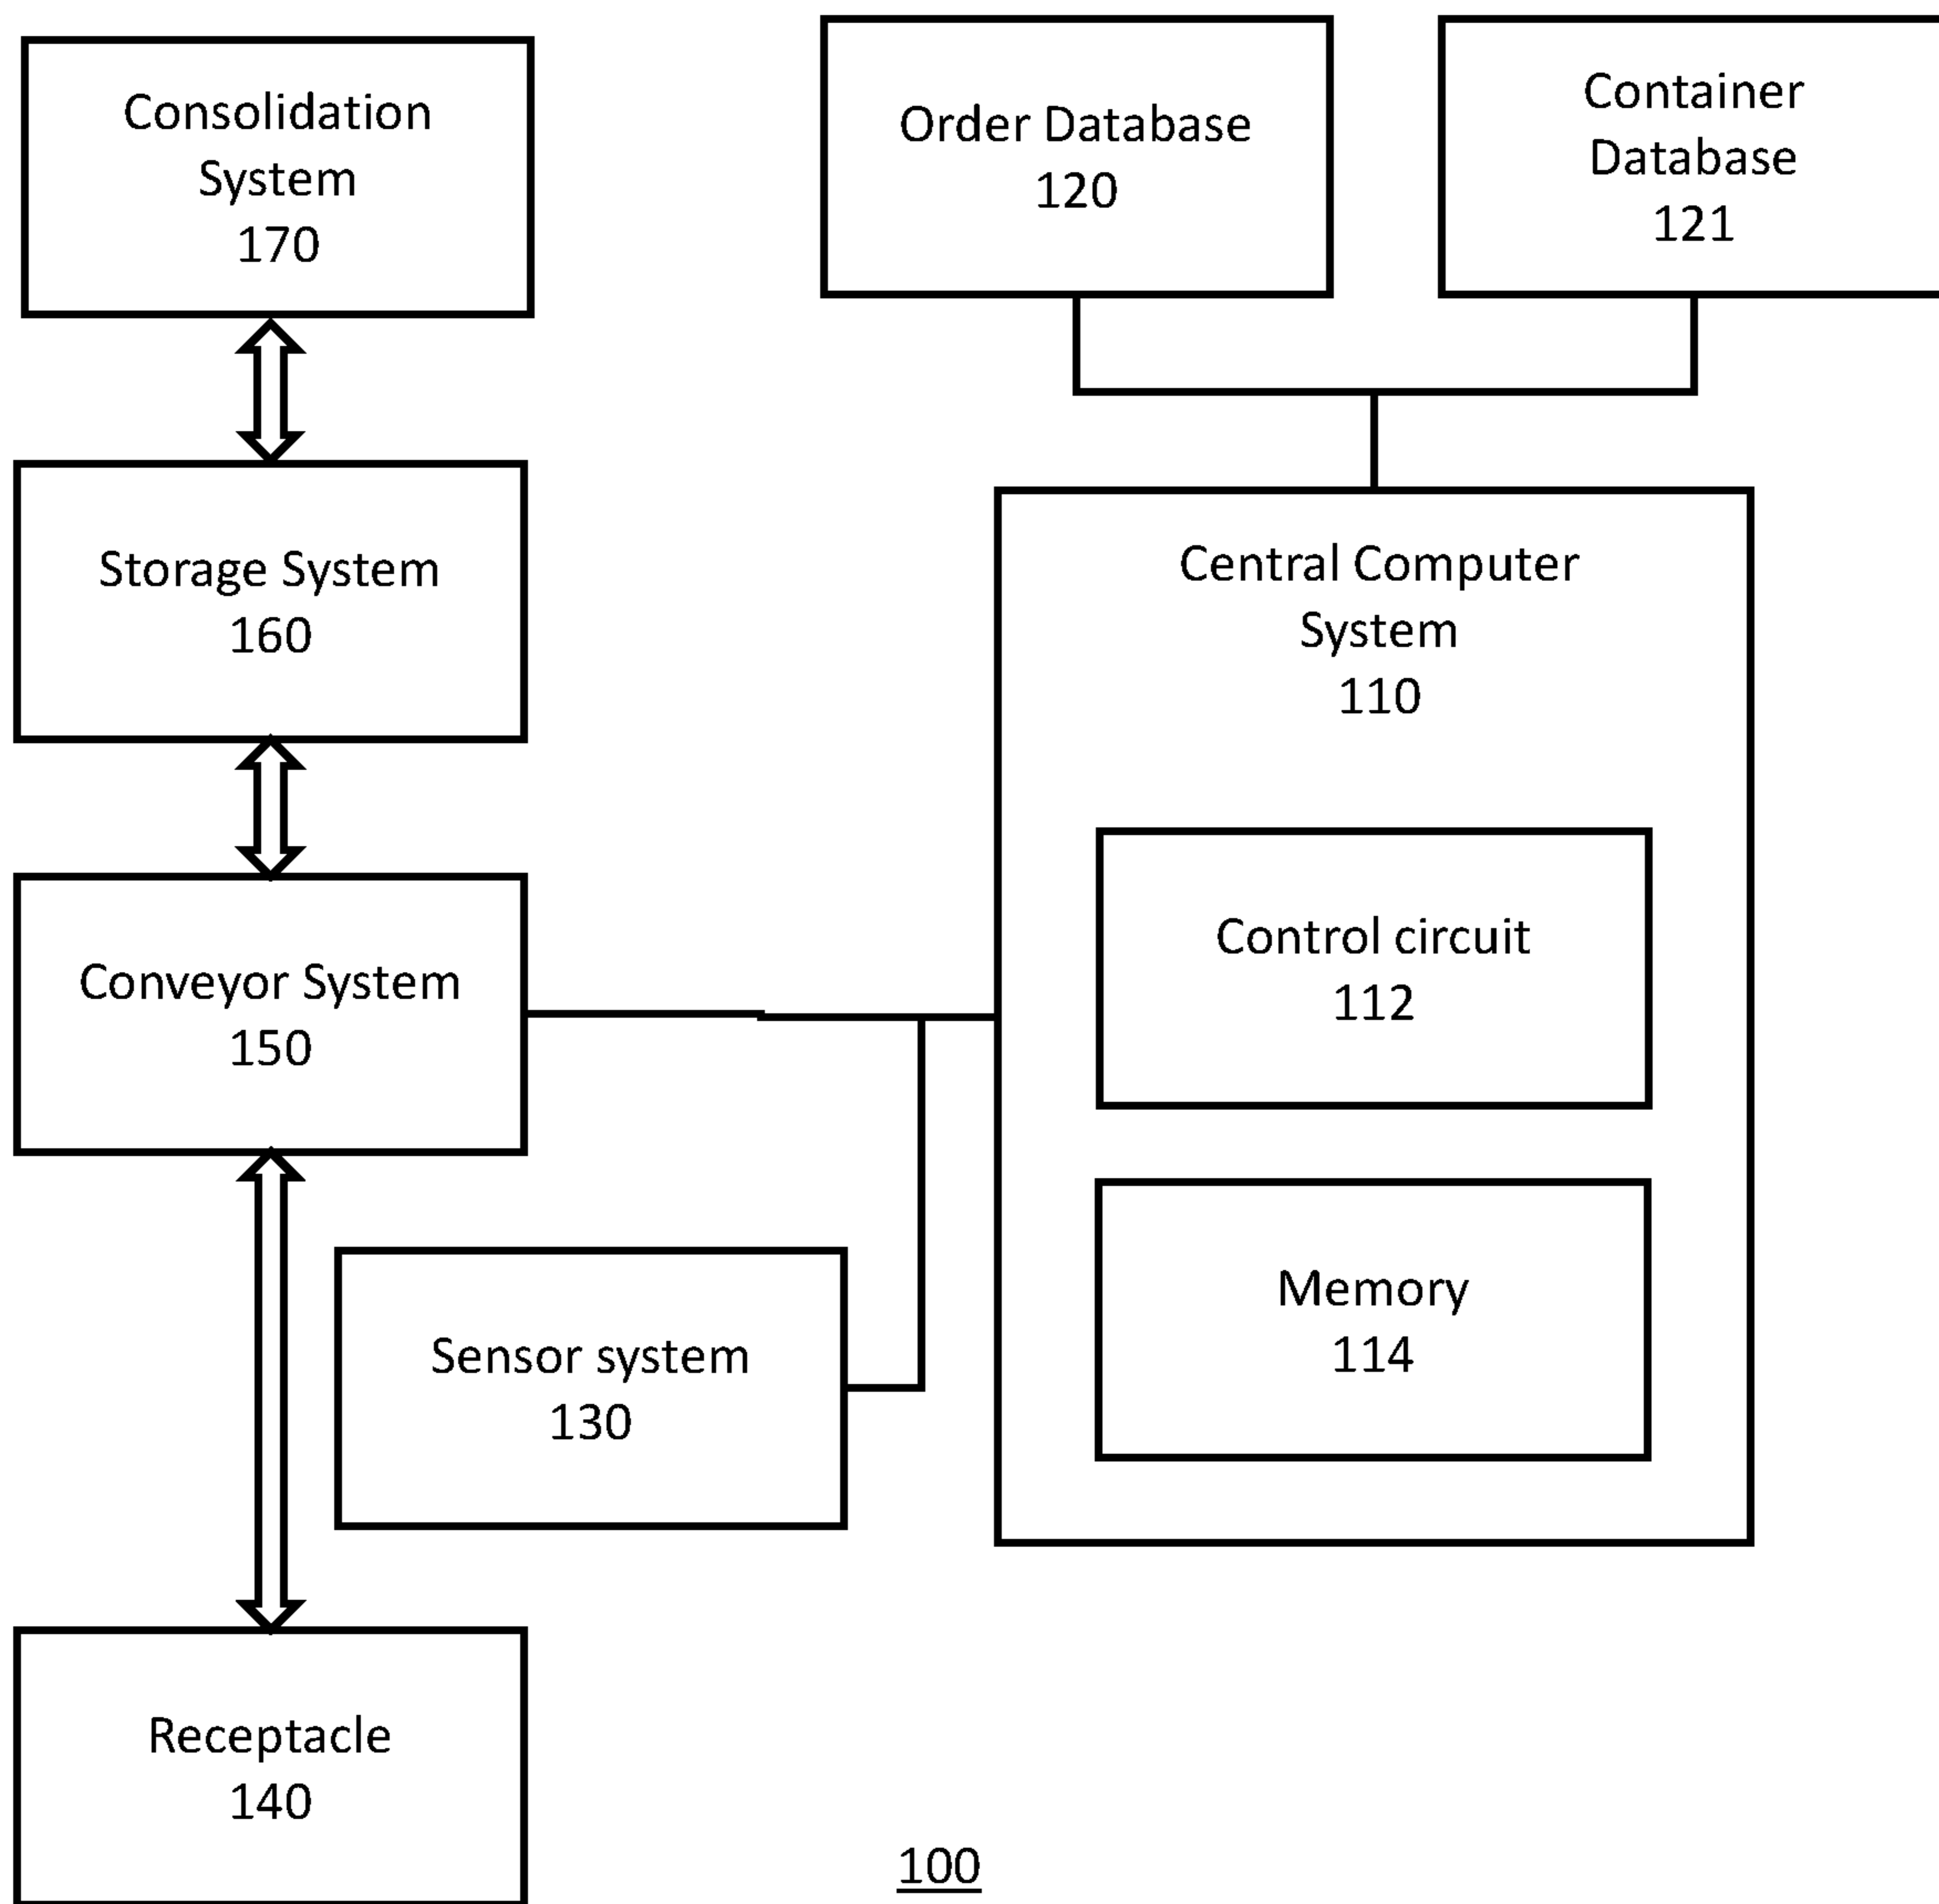 Consolidation
System
170
Order Database
120
Container
Database
121
Storage System
160
Central Computer
System
110
Conveyor System
150
Control circuit
112
Sensor system
130
Memory
114
Receptacle
140
100